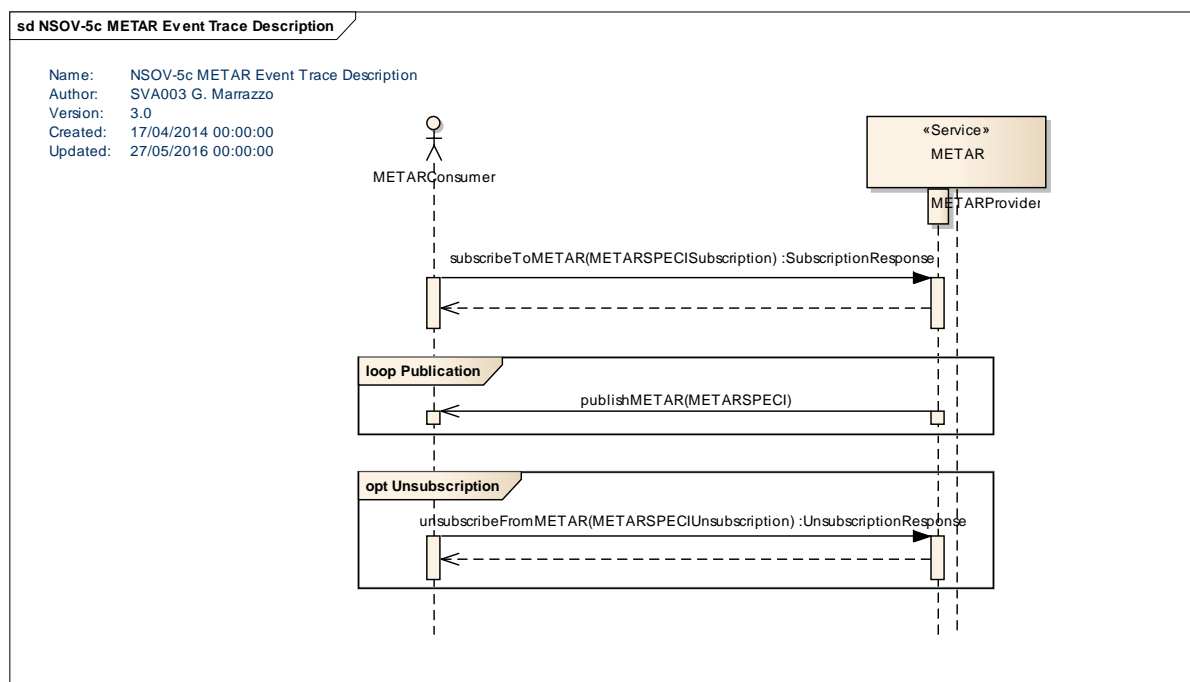 sd NSOV-5c METAR Event Trace Description
Name: NSOV-5c METAR Event Trace Description
Author: SVA003 G. Marrazzo
Version: 3.0
Created: 17/04/2014 00:00:00
Updated: 27/05/2016 00:00:00
«Service»
METAR
METARConsumer
METARProvider
subscribeToMETAR(METARSPECISubscription) :SubscriptionResponse
loop Publication
publishMETAR(METARSPECI)
opt Unsubscription
unsubscribeFromMETAR(METARSPECIUnsubscription) :UnsubscriptionResponse